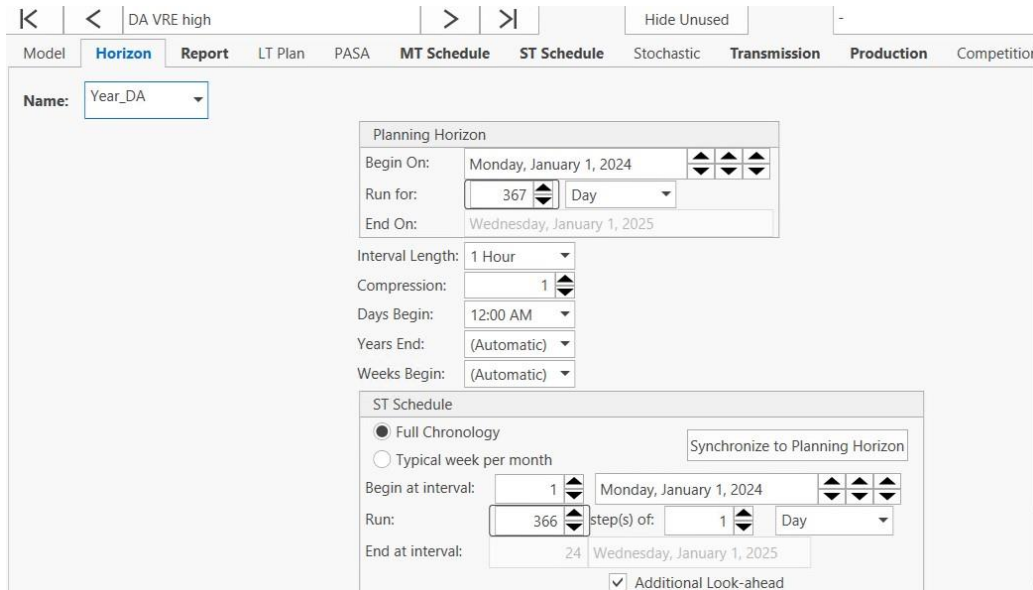 DA VRE high Hide Unused -
Model Horizon Report LT Plan PASA MT Schedule ST Schedule Stochastic Transmission Production Competition
Name: Year_DA
Planning Horizon
Begin On: Monday, January 1, 2024
Run for: 367 Day
End On: Wednesday, January 1, 2025
Interval Length: 1 Hour
Compression: 1
Days Begin: 12:00 AM
Years End: (Automatic)
Weeks Begin: (Automatic)
ST Schedule
Full Chronology
Synchronize to Planning Horizon
Typical week per month
Begin at interval: 1 Monday, January 1, 2024
Run: 366 step(s) of: 1 Day
End at interval: 24 Wednesday, January 1, 2025
Additional Look-ahead